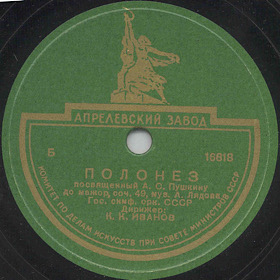 АПРЕЛЕВСКИЙ ЗАВОД
Б 16618
ПОЛОНЕЗ
посвященный А. С. Пушкину
до мажор, соч. 49, муз. А. Лядова
Гос. симф. орк. СССР
Дирижер:
К. К. ИВАНОВ
КОМИТЕТ ПО ДЕЛАМ ИСКУССТВ ПРИ СОВЕТЕ МИНИСТРОВ СССР